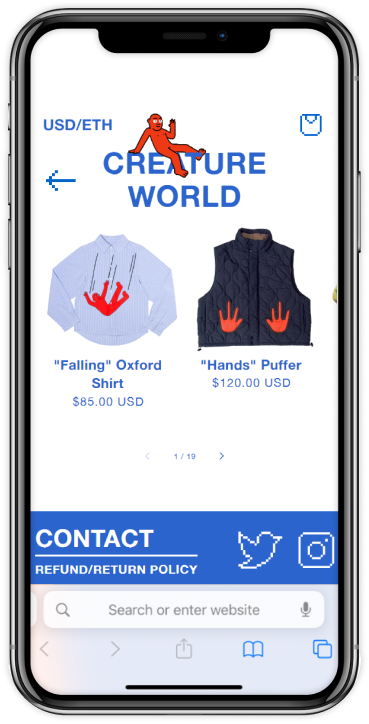 USD/ETH
CREATURE
WORLD
"Falling" Oxford
Shirt
$85.00 USD
"Hands" Puffer
$120.00 USD
1 / 19
CONTACT
REFUND/RETURN POLICY
Search or enter website